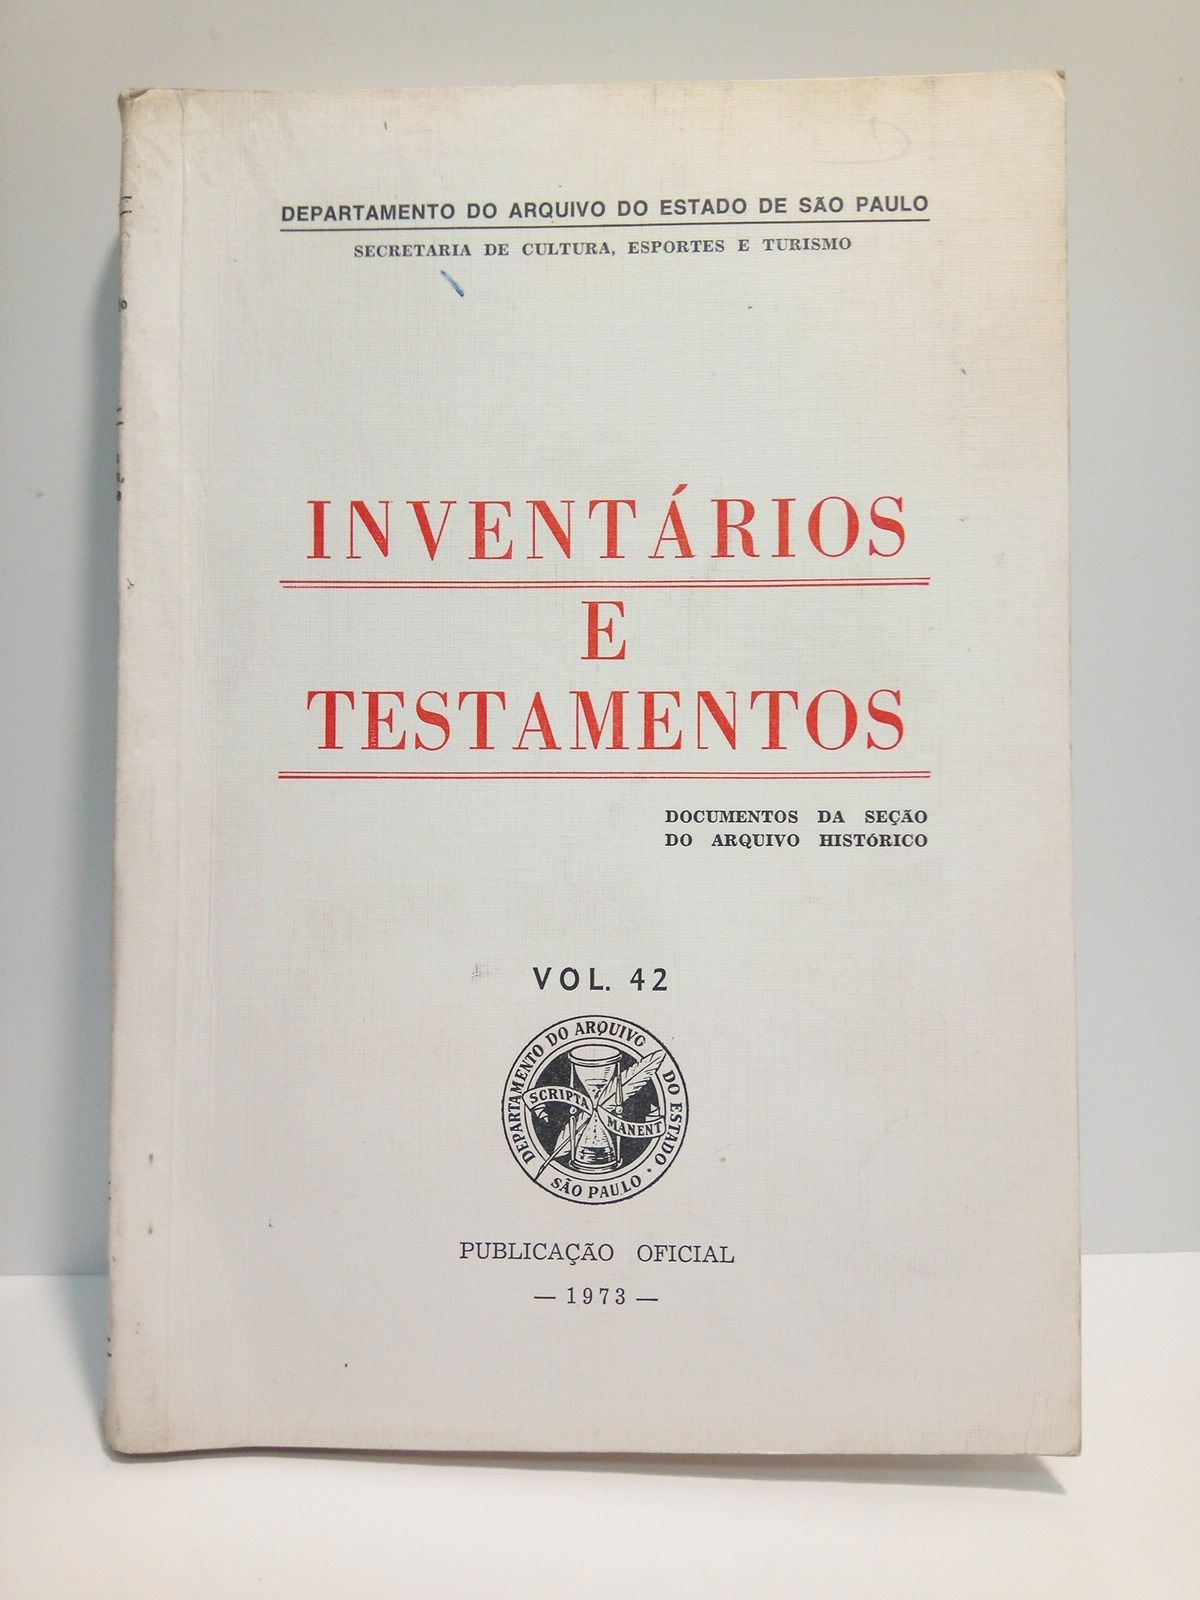 DEPARTAMENTO DO ARQUIVO DO ESTADO DE SÃO PAULO
SECRETARIA DE CULTURA, ESPORTES E TURISMO
INVENTÁRIOS
E
TESTAMENTOS
DOCUMENTOS DA SEÇÃO
DO ARQUIVO HISTÓRICO
VOL. 42
DEPARTAMENTO DO ARQUIVO DO ESTADO · SÃO PAULO
SCRIPTA
MANENT
PUBLICAÇÃO OFICIAL
— 1973 —